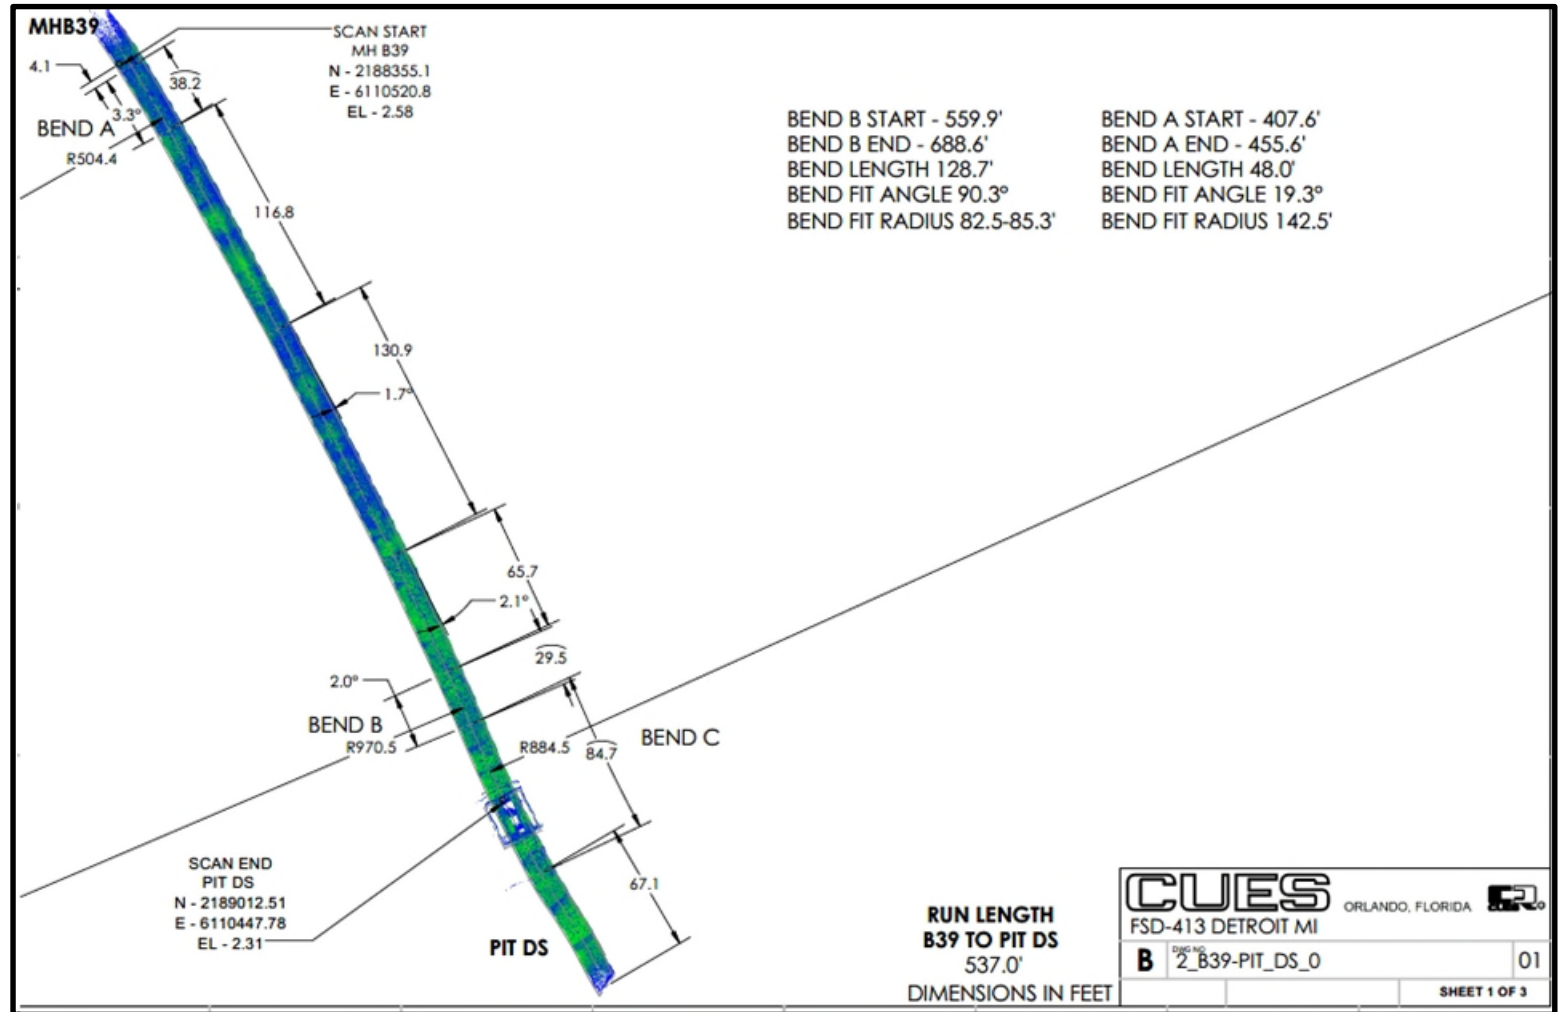 MHB39
SCAN START
MH B39
N - 2188355.1
E - 6110520.8
EL - 2.58
4.1
38.2
3.3°
BEND A
R504.4
116.8
BEND B START - 559.9'
BEND B END - 688.6'
BEND LENGTH 128.7'
BEND FIT ANGLE 90.3°
BEND FIT RADIUS 82.5-85.3'
BEND A START - 407.6'
BEND A END - 455.6'
BEND LENGTH 48.0'
BEND FIT ANGLE 19.3°
BEND FIT RADIUS 142.5'
130.9
1.7°
65.7
2.1°
29.5
2.0°
BEND B
R970.5
R884.5
84.7
BEND C
SCAN END
PIT DS
N - 2189012.51
E - 6110447.78
EL - 2.31
67.1
PIT DS
RUN LENGTH
B39 TO PIT DS
537.0'
DIMENSIONS IN FEET
CUES
ORLANDO, FLORIDA
FSD-413 DETROIT MI
B
DWG NO
2_B39-PIT_DS_0
01
SHEET 1 OF 3